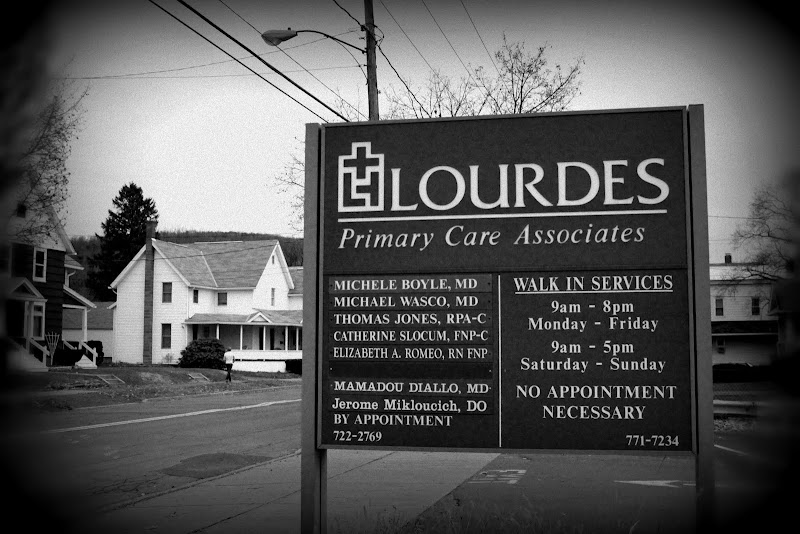 LOURDES
Primary Care Associates
MICHELE BOYLE, MD
MICHAEL WASCO, MD
THOMAS JONES, RPA-C
CATHERINE SLOCUM, FNP-C
ELIZABETH A. ROMEO, RN FNP
MAMADOU DIALLO, MD
Jerome Mikloucich, DO
BY APPOINTMENT
722-2769
WALK IN SERVICES
9am - 8pm
Monday - Friday
9am - 5pm
Saturday - Sunday
NO APPOINTMENT
NECESSARY
771-7234